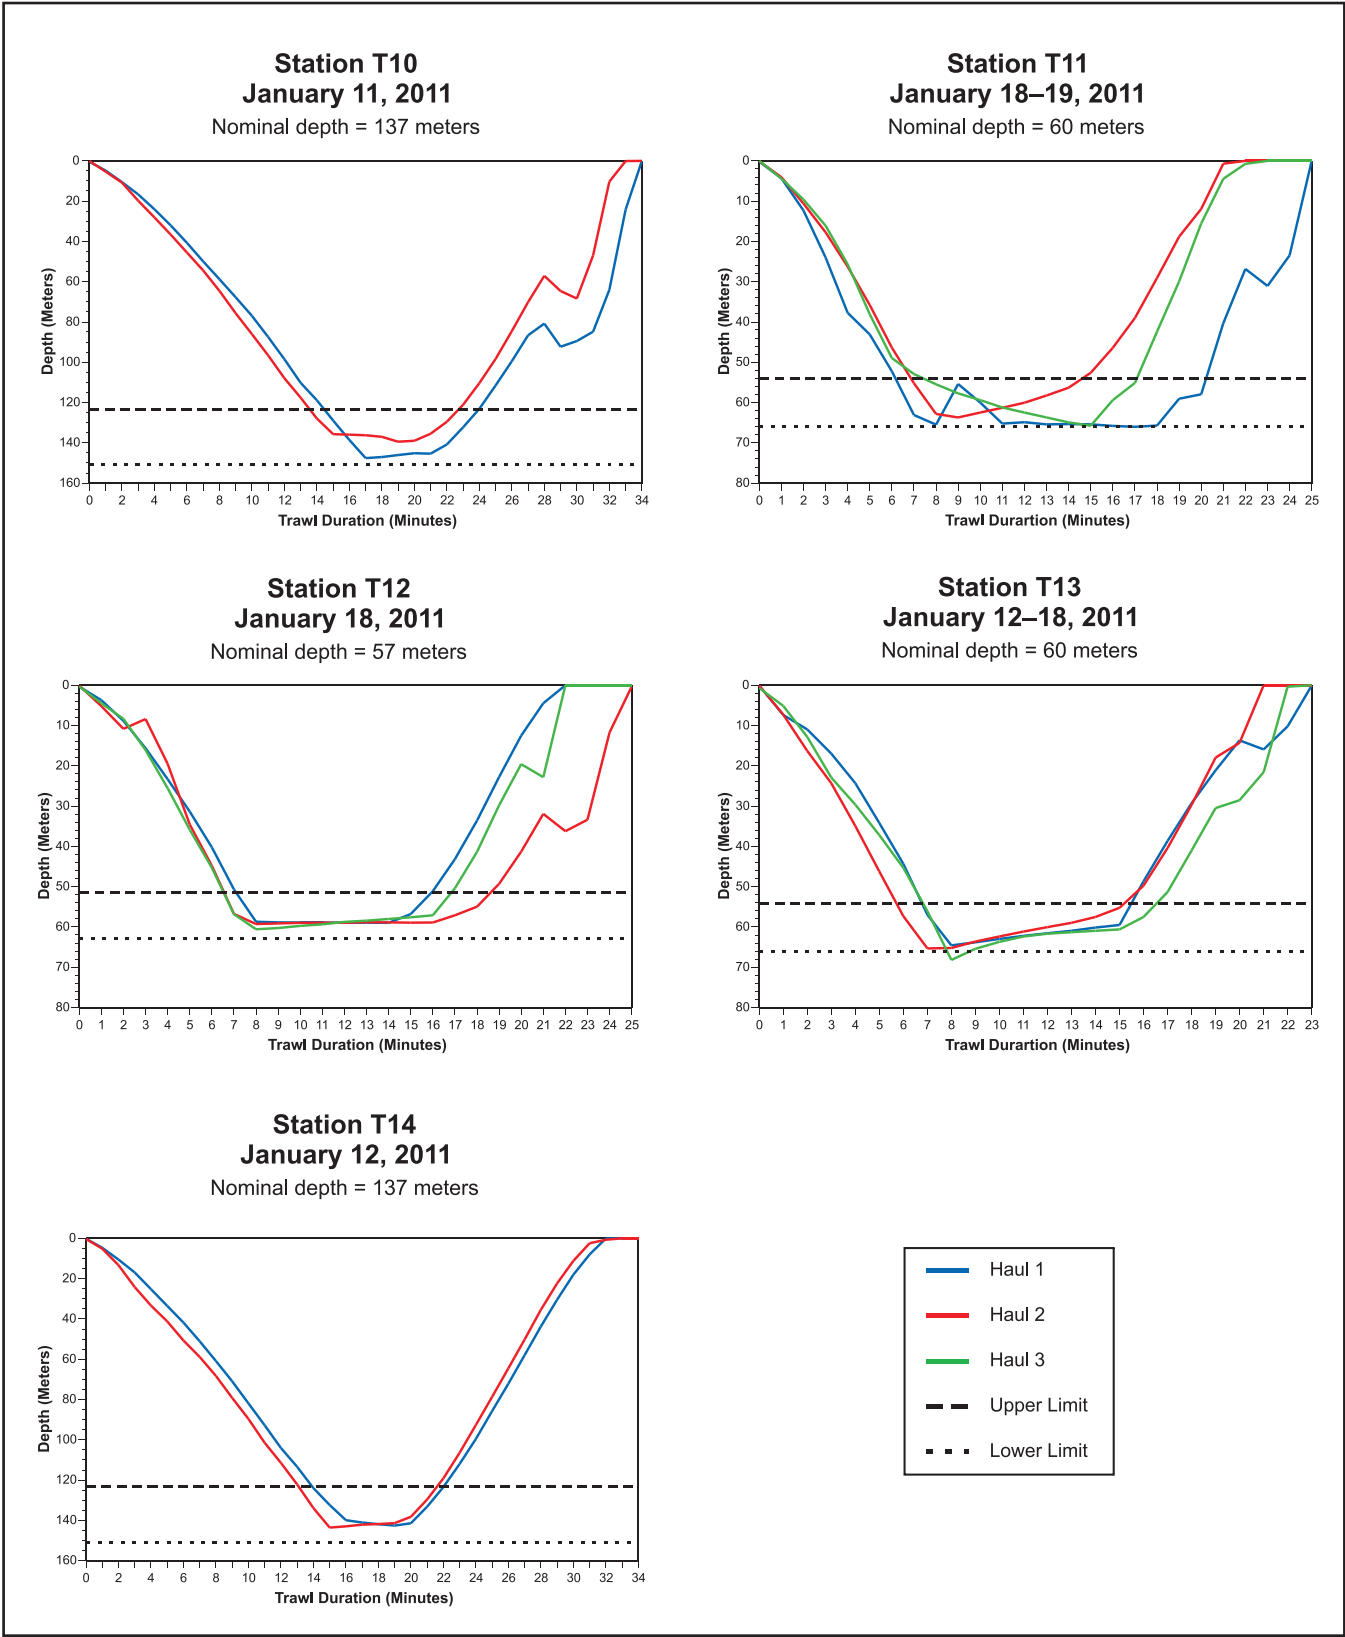 Station T10
January 11, 2011
Nominal depth = 137 meters
0
20
40
60
80
100
120
140
160
Depth (Meters)
0 2 4 6 8 10 12 14 16 18 20 22 24 26 28 30 32 34
Trawl Duration (Minutes)
Station T11
January 18–19, 2011
Nominal depth = 60 meters
0
10
20
30
40
50
60
70
80
Depth (Meters)
0 1 2 3 4 5 6 7 8 9 10 11 12 13 14 15 16 17 18 19 20 21 22 23 24 25
Trawl Durartion (Minutes)
Station T12
January 18, 2011
Nominal depth = 57 meters
0
10
20
30
40
50
60
70
80
Depth (Meters)
0 1 2 3 4 5 6 7 8 9 10 11 12 13 14 15 16 17 18 19 20 21 22 23 24 25
Trawl Duration (Minutes)
Station T13
January 12–18, 2011
Nominal depth = 60 meters
0
10
20
30
40
50
60
70
80
Depth (Meters)
0 1 2 3 4 5 6 7 8 9 10 11 12 13 14 15 16 17 18 19 20 21 22 23
Trawl Durartion (Minutes)
Station T14
January 12, 2011
Nominal depth = 137 meters
0
20
40
60
80
100
120
140
160
Depth (Meters)
0 2 4 6 8 10 12 14 16 18 20 22 24 26 28 30 32 34
Trawl Duration (Minutes)
Haul 1
Haul 2
Haul 3
Upper Limit
Lower Limit